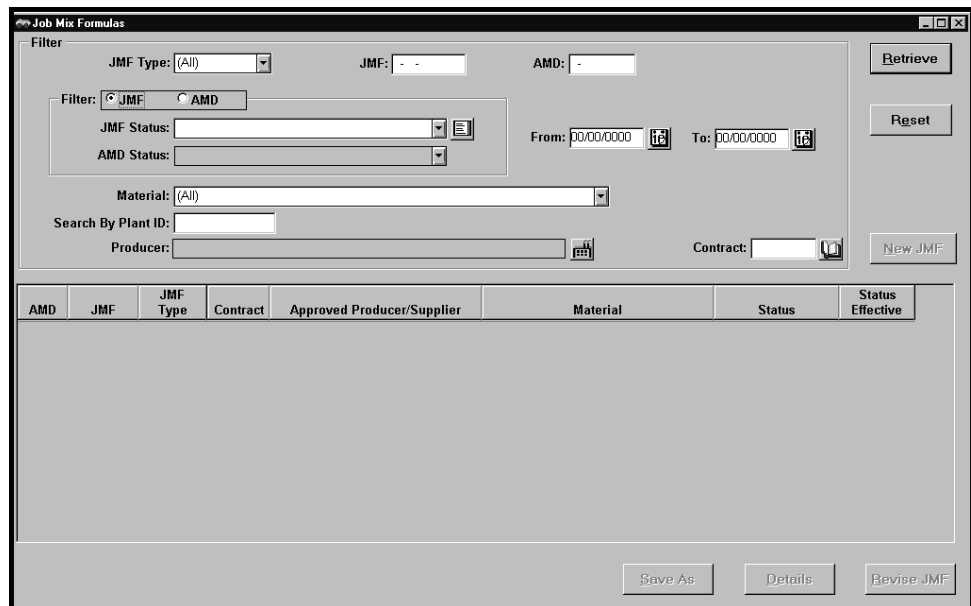 Job Mix Formulas
Filter
JMF Type: (All) JMF: - - AMD: -
Retrieve
Filter: JMF AMD
JMF Status:
Reset
From: 00/00/0000 To: 00/00/0000
AMD Status:
Material: (All)
Search By Plant ID:
Producer: Contract:
New JMF
AMD JMF JMF Type Contract Approved Producer/Supplier Material Status Status Effective
Save As Details Revise JMF